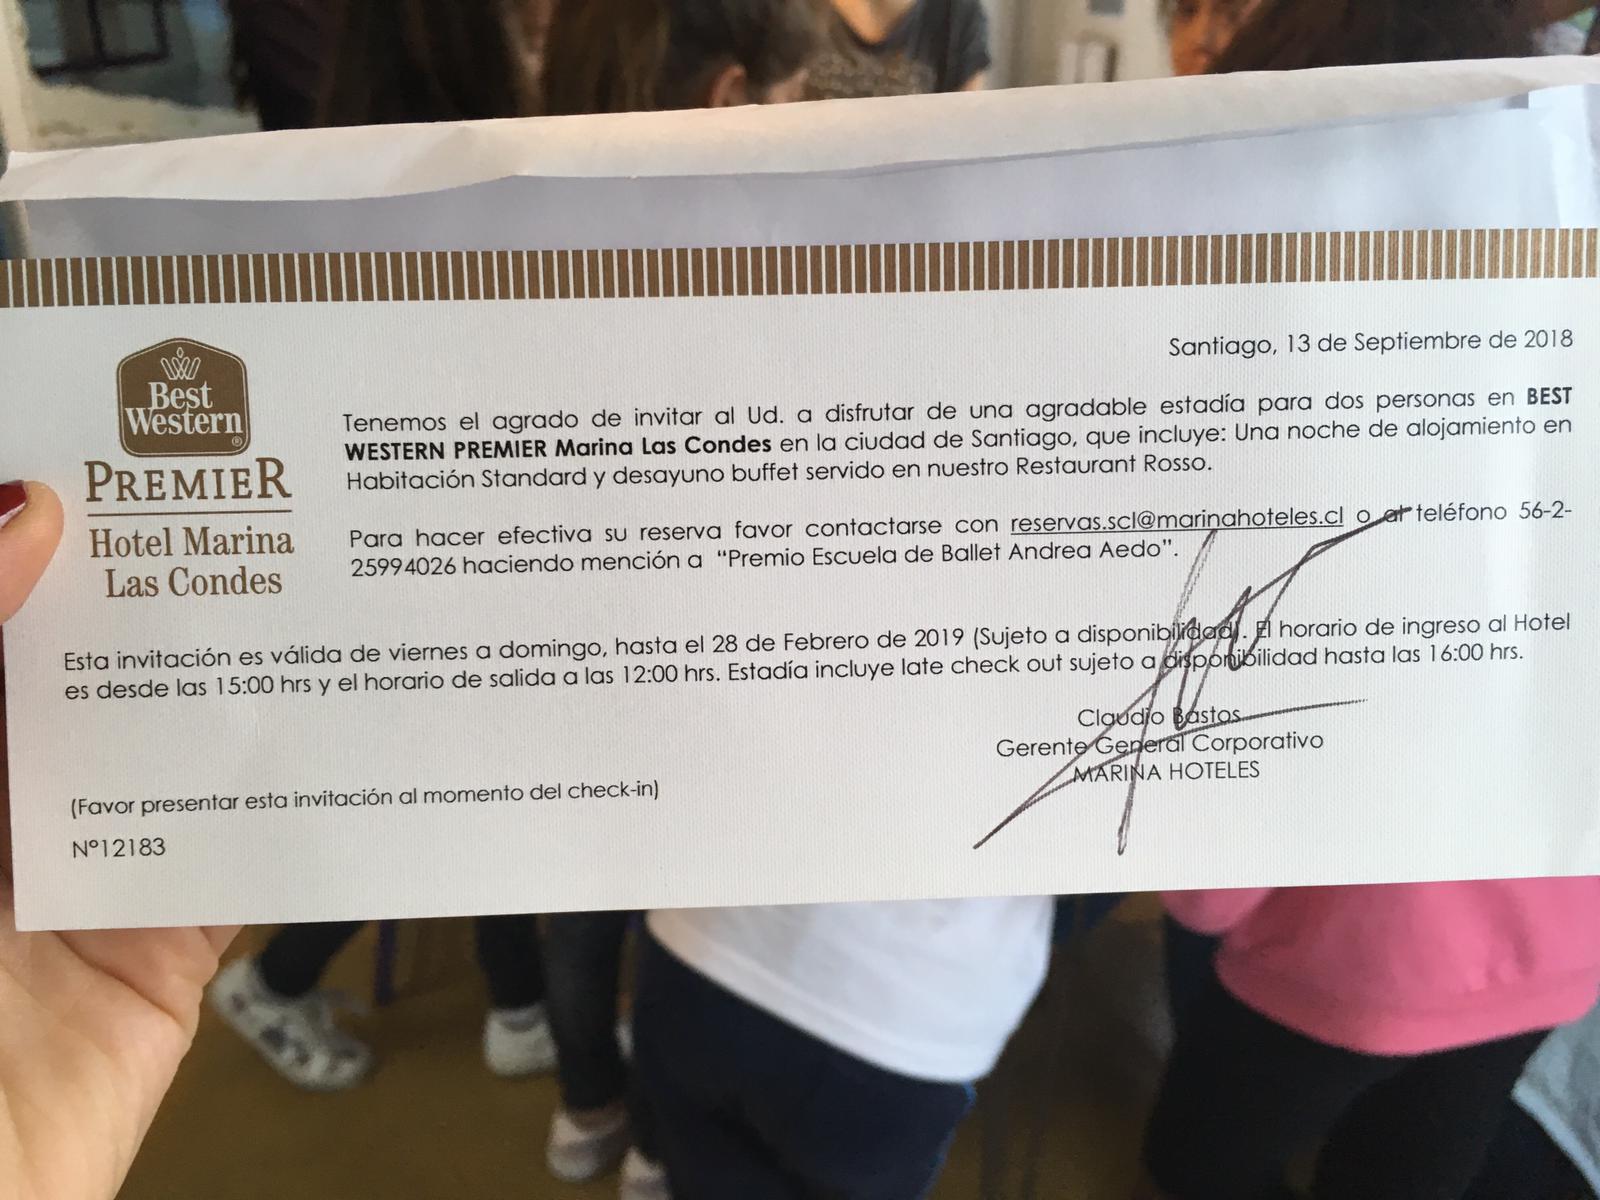 Best
Western
®
PREMIER
Hotel Marina
Las Condes
Santiago, 13 de Septiembre de 2018
Tenemos el agrado de invitar al Ud. a disfrutar de una agradable estadía para dos personas en BEST
WESTERN PREMIER Marina Las Condes en la ciudad de Santiago, que incluye: Una noche de alojamiento en
Habitación Standard y desayuno buffet servido en nuestro Restaurant Rosso.
Para hacer efectiva su reserva favor contactarse con reservas.scl@marinahoteles.cl o al teléfono 56-2-
25994026 haciendo mención a "Premio Escuela de Ballet Andrea Aedo".
Esta invitación es válida de viernes a domingo, hasta el 28 de Febrero de 2019 (Sujeto a disponibilidad). El horario de ingreso al Hotel
es desde las 15:00 hrs y el horario de salida a las 12:00 hrs. Estadía incluye late check out sujeto a disponibilidad hasta las 16:00 hrs.
Claudio Bastos
Gerente General Corporativo
MARINA HOTELES
(Favor presentar esta invitación al momento del check-in)
Nº12183